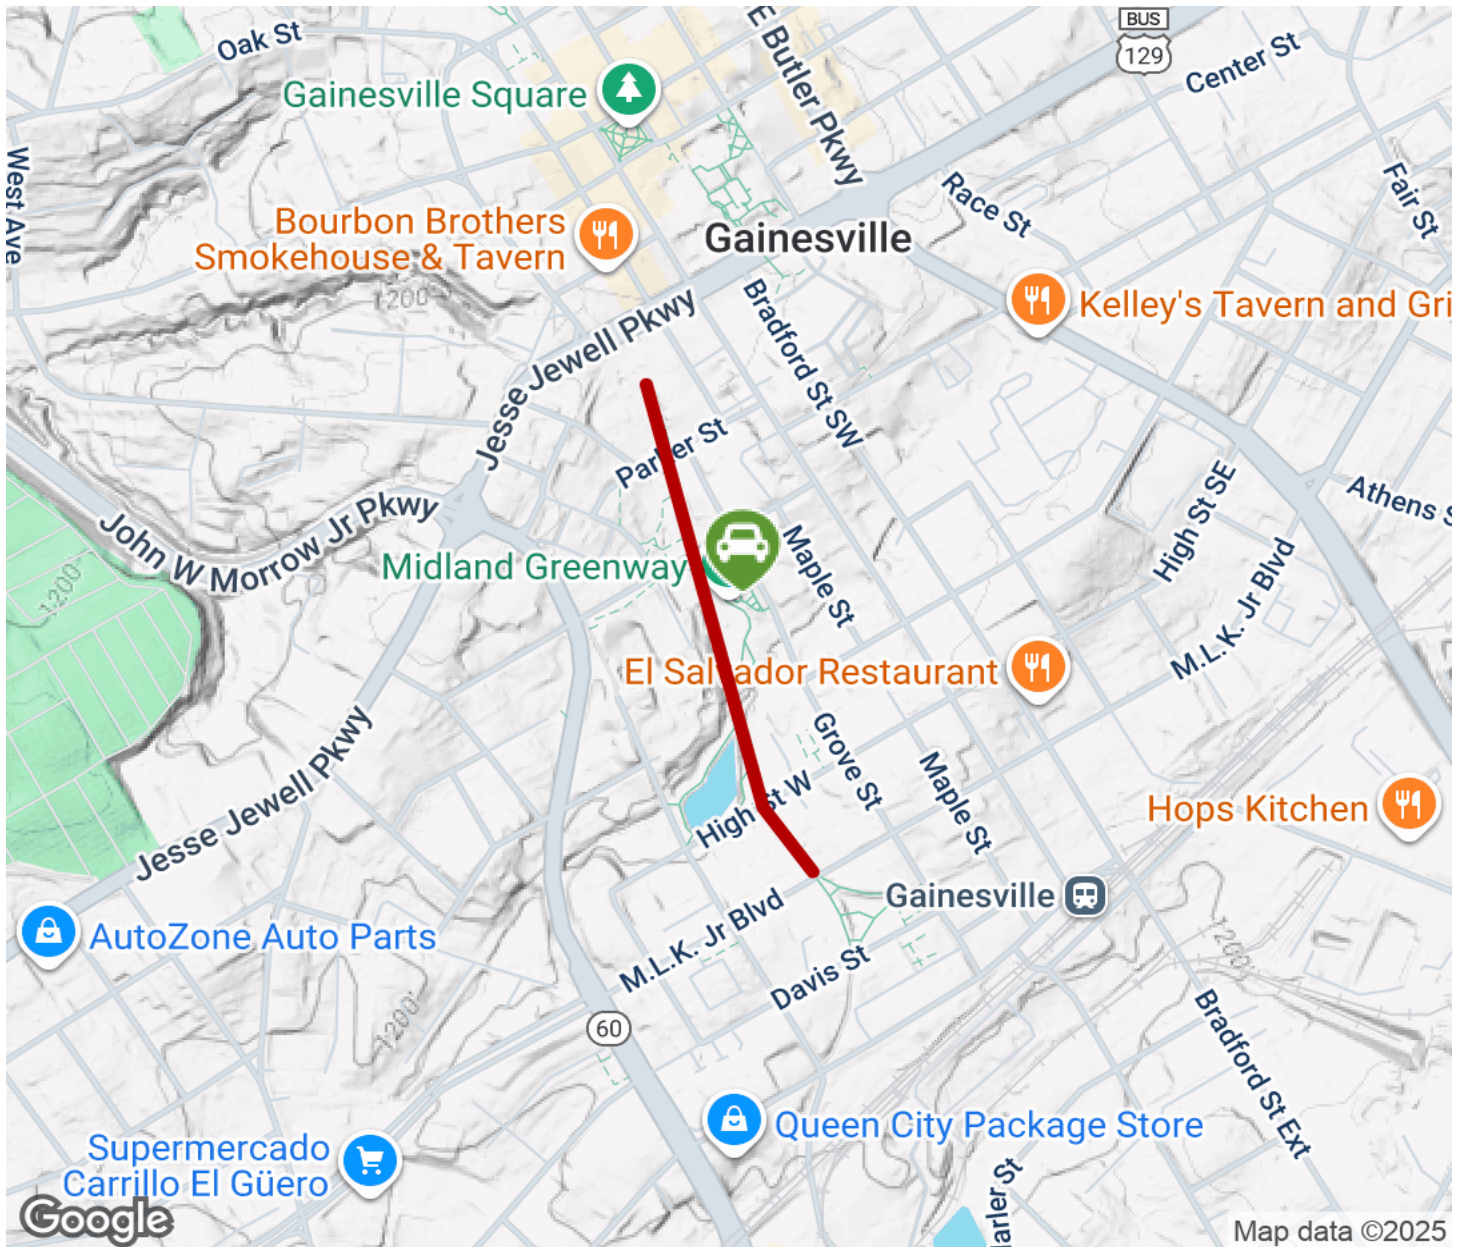 BUS
129
Oak St
E Butler Pkwy
Center St
Gainesville Square
West Ave
Fair St
Race St
Bourbon Brothers
Smokehouse & Tavern
Gainesville
1200
Kelley's Tavern and Gri
Jesse Jewell Pkwy
Bradford St SW
Parker St
High St SE
Athens S
John W Morrow Jr Pkwy
Midland Greenway
Maple St
M.L.K. Jr Blvd
1200
El Salvador Restaurant
Grove St
Maple St
Jesse Jewell Pkwy
High St W
Hops Kitchen
Gainesville
AutoZone Auto Parts
M.L.K. Jr Blvd
Davis St
1200
1200
60
Bradford St Ext
Queen City Package Store
Supermercado
Carrillo El Güero
arler St
Google
Map data ©2025